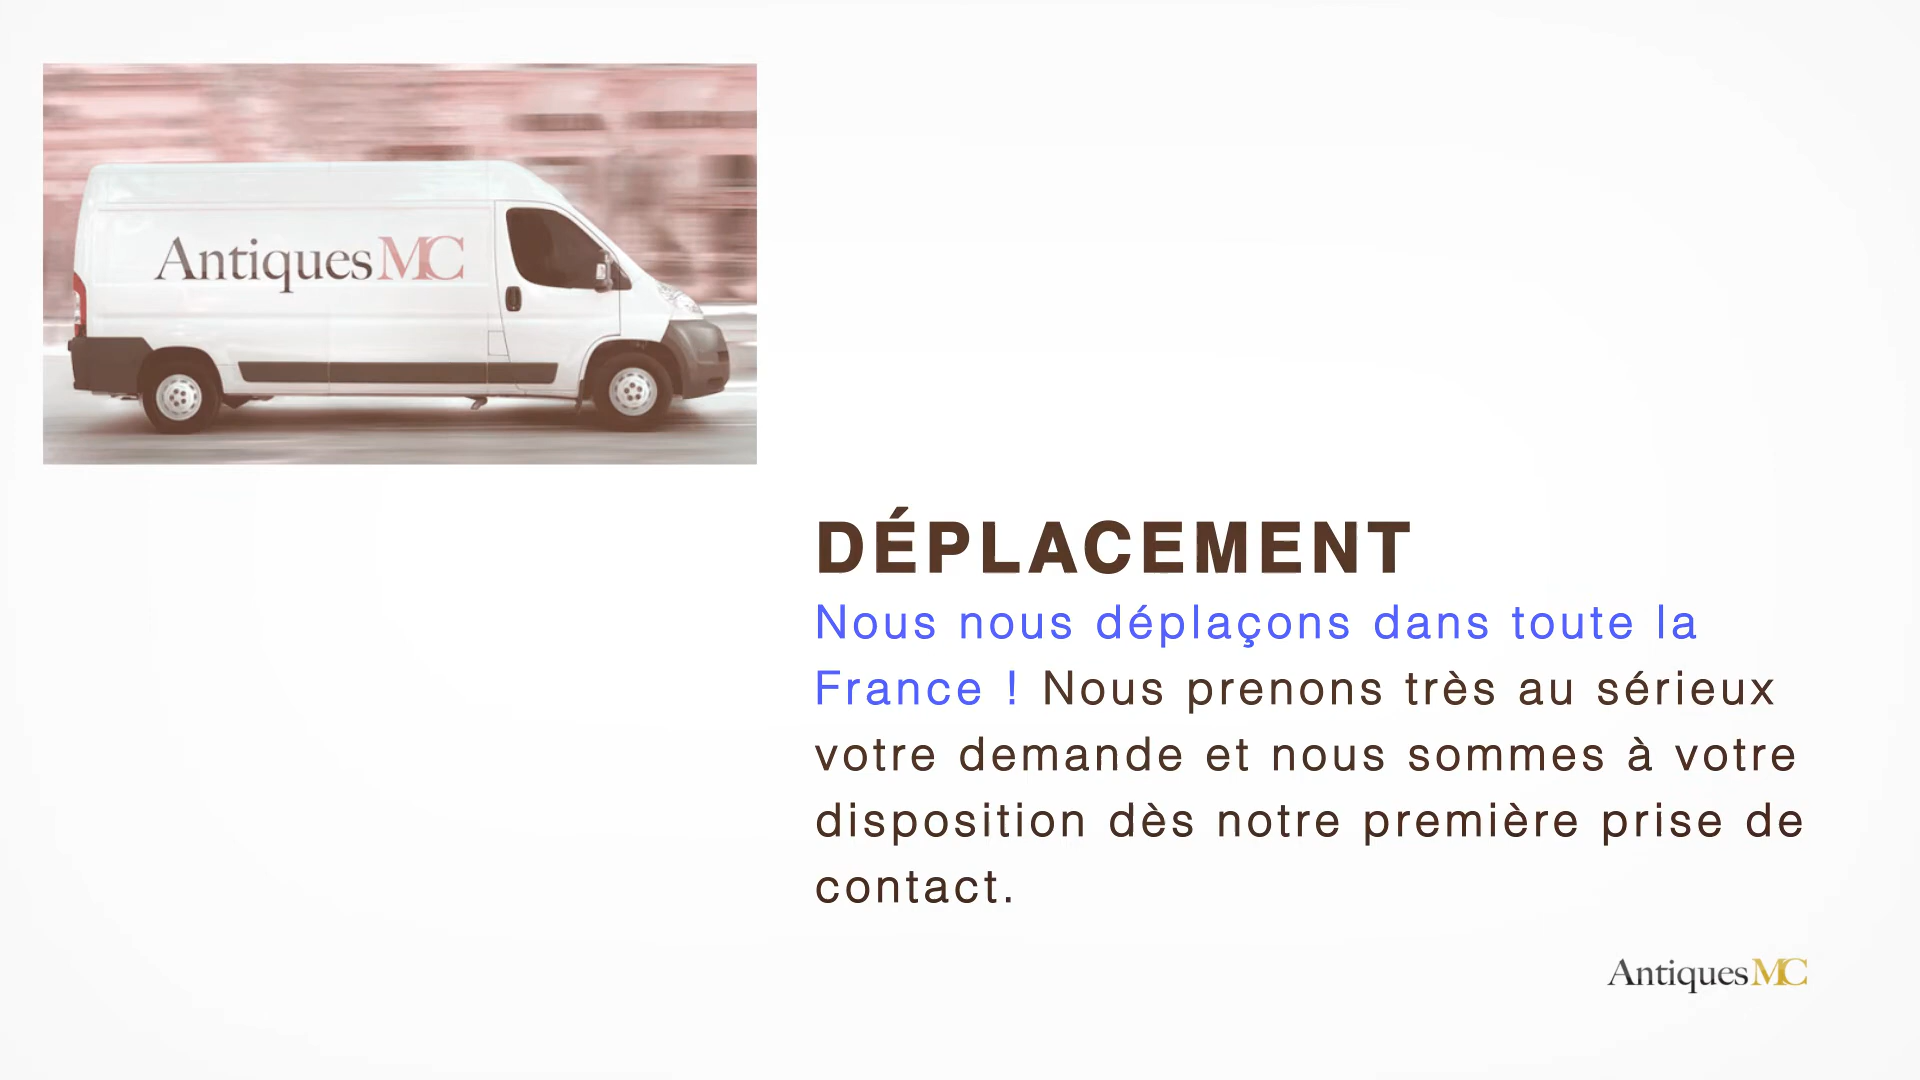 AntiquesMC
DÉPLACEMENT
Nous nous déplaçons dans toute la
France ! Nous prenons très au sérieux
votre demande et nous sommes à votre
disposition dès notre première prise de
contact.
AntiquesMC